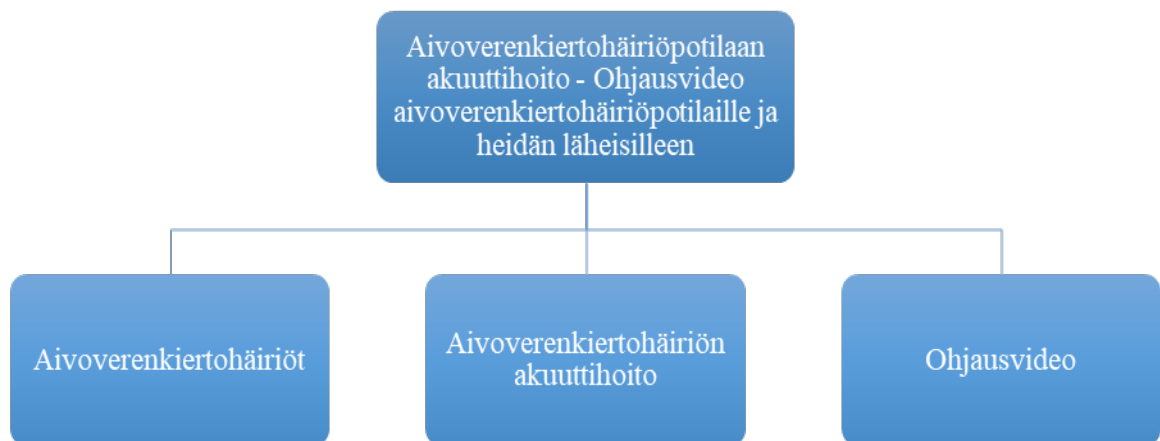 Aivoverenkiertohäiriöpotilaan
akuuttihoito - Ohjausvideo
aivoverenkiertohäiriöpotilaille ja
heidän läheisilleen
Aivoverenkiertohäiriöt
Aivoverenkiertohäiriön
akuuttihoito
Ohjausvideo